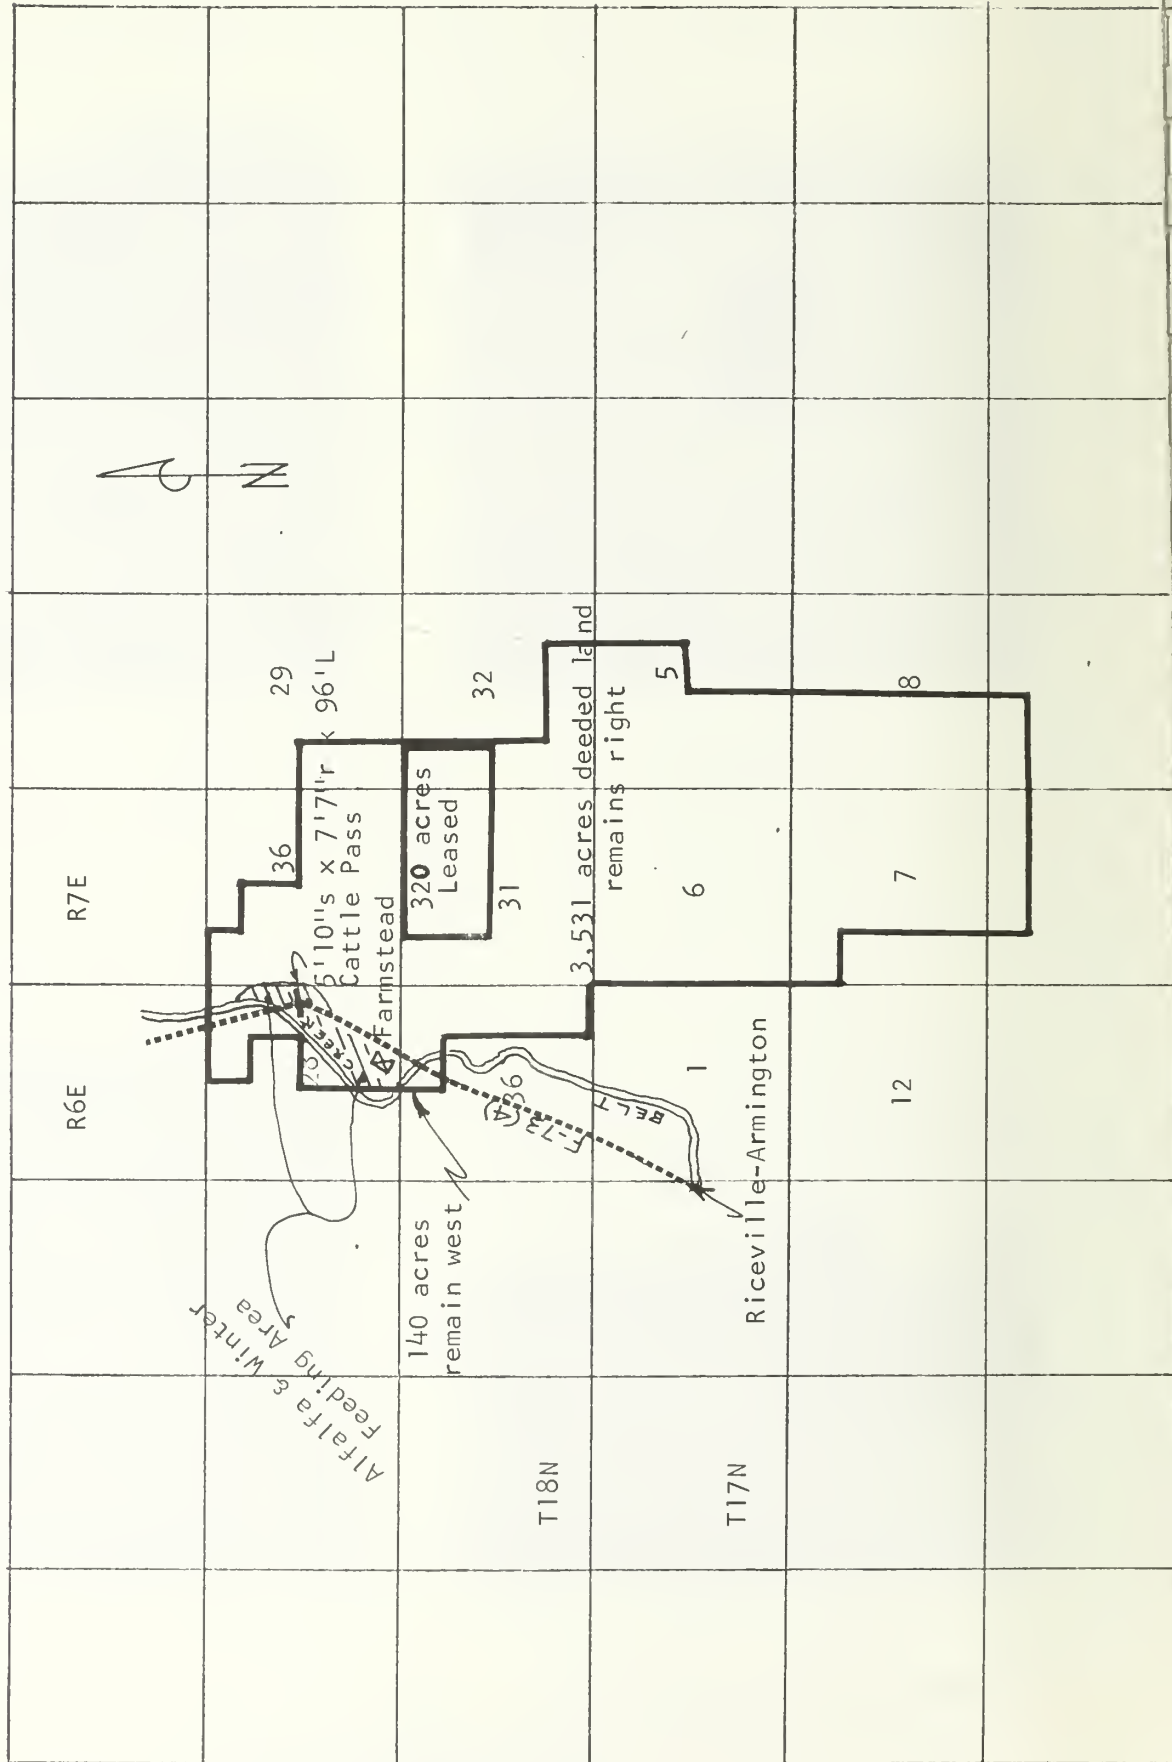 R6E
R7E
N
29
36
5'10"s x 7'7"r x 96'L
Cattle Pass
Farmstead
CREEK
Alfalfa & Winter
Feeding Area
320 acres
Leased
31
32
140 acres
remain west
36
F-73(4)
BELT
T18N
3,531 acres deeded land
remains right
5
6
1
Riceville-Armington
T17N
7
8
12